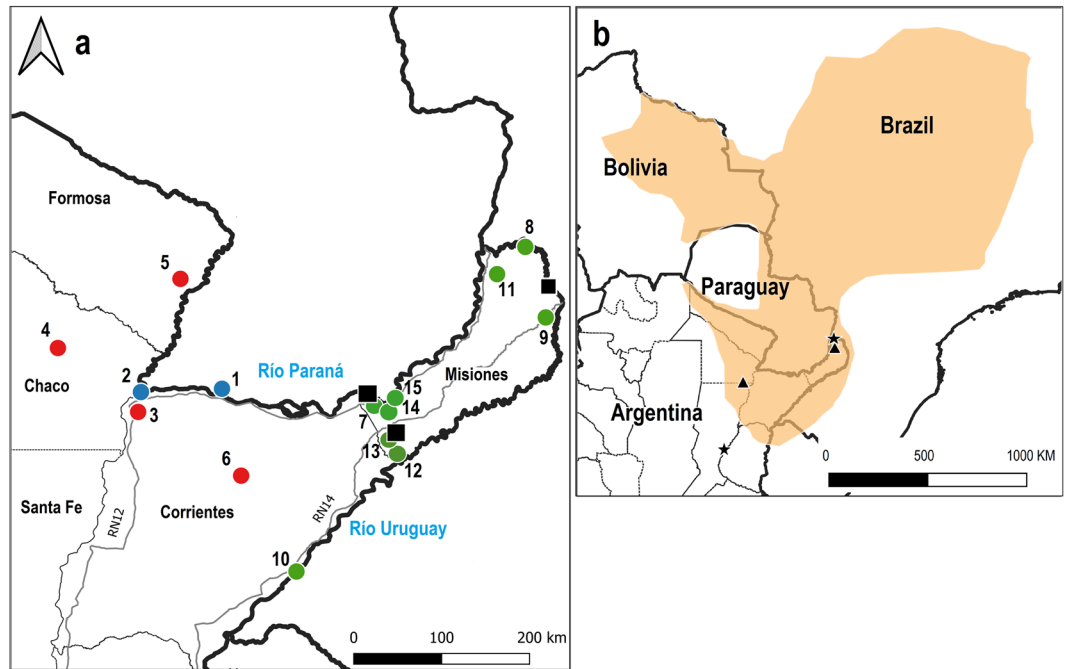 a
Formosa
5
4
Chaco
2
1
3
Río Paraná
8
11
9
Misiones
15
14
7
13
12
6
Santa Fe
Corrientes
RN12
RN14
Río Uruguay
10
0 100 200 km
b
Brazil
Bolivia
Paraguay
Argentina
0 500 1000 KM